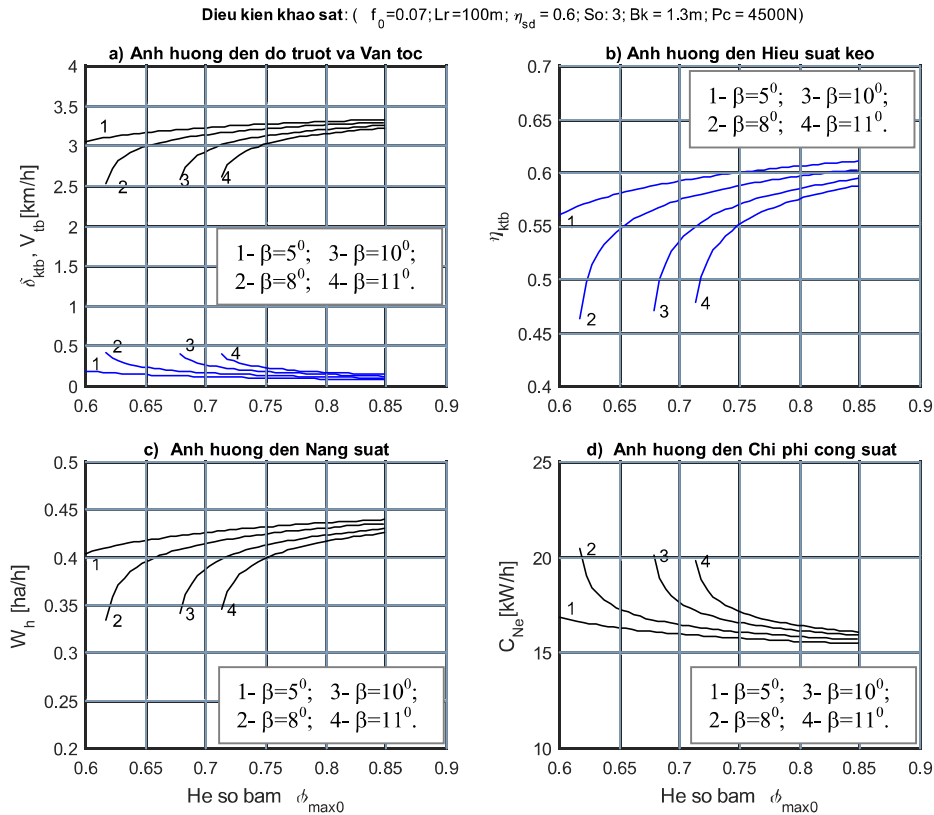 Dieu kien khao sat: ( f₀=0.07; Lr=100m; η_sd = 0.6; So: 3; Bk = 1.3m; Pc = 4500N)
a) Anh huong den do truot va Van toc
4
3.5
3
2.5
2
1.5
1
0.5
0
δ_ktb, V_tb [km/h]
1
2
3
4
1- β=5⁰; 3- β=10⁰;
2- β=8⁰; 4- β=11⁰.
1
2
3
4
0.6 0.65 0.7 0.75 0.8 0.85 0.9
b) Anh huong den Hieu suat keo
0.7
0.65
0.6
0.55
0.5
0.45
0.4
η_ktb
1- β=5⁰; 3- β=10⁰;
2- β=8⁰; 4- β=11⁰.
1
2
3
4
0.6 0.65 0.7 0.75 0.8 0.85 0.9
c) Anh huong den Nang suat
0.5
0.45
0.4
0.35
0.3
0.25
0.2
W_h [ha/h]
1
2
3
4
1- β=5⁰; 3- β=10⁰;
2- β=8⁰; 4- β=11⁰.
0.6 0.65 0.7 0.75 0.8 0.85 0.9
He so bam ϕ_max0
d) Anh huong den Chi phi cong suat
25
20
15
10
C_Ne[kW/h]
1
2
3
4
1- β=5⁰; 3- β=10⁰;
2- β=8⁰; 4- β=11⁰.
0.6 0.65 0.7 0.75 0.8 0.85 0.9
He so bam ϕ_max0